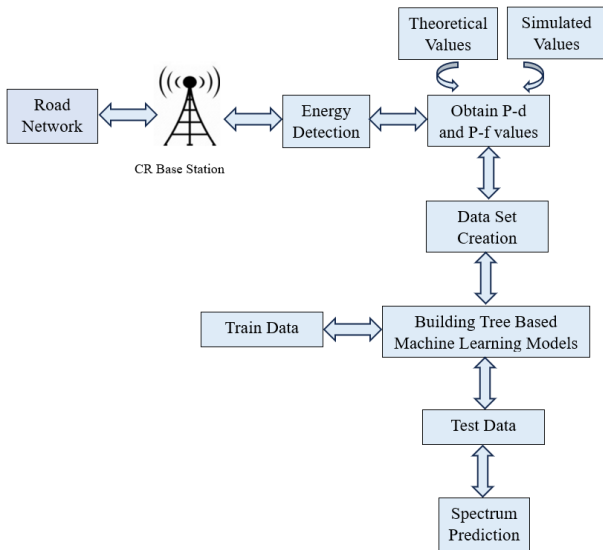 Theoretical
Values
Simulated
Values
Road
Network
CR Base Station
Energy
Detection
Obtain P-d
and P-f values
Data Set
Creation
Train Data
Building Tree Based
Machine Learning Models
Test Data
Spectrum
Prediction